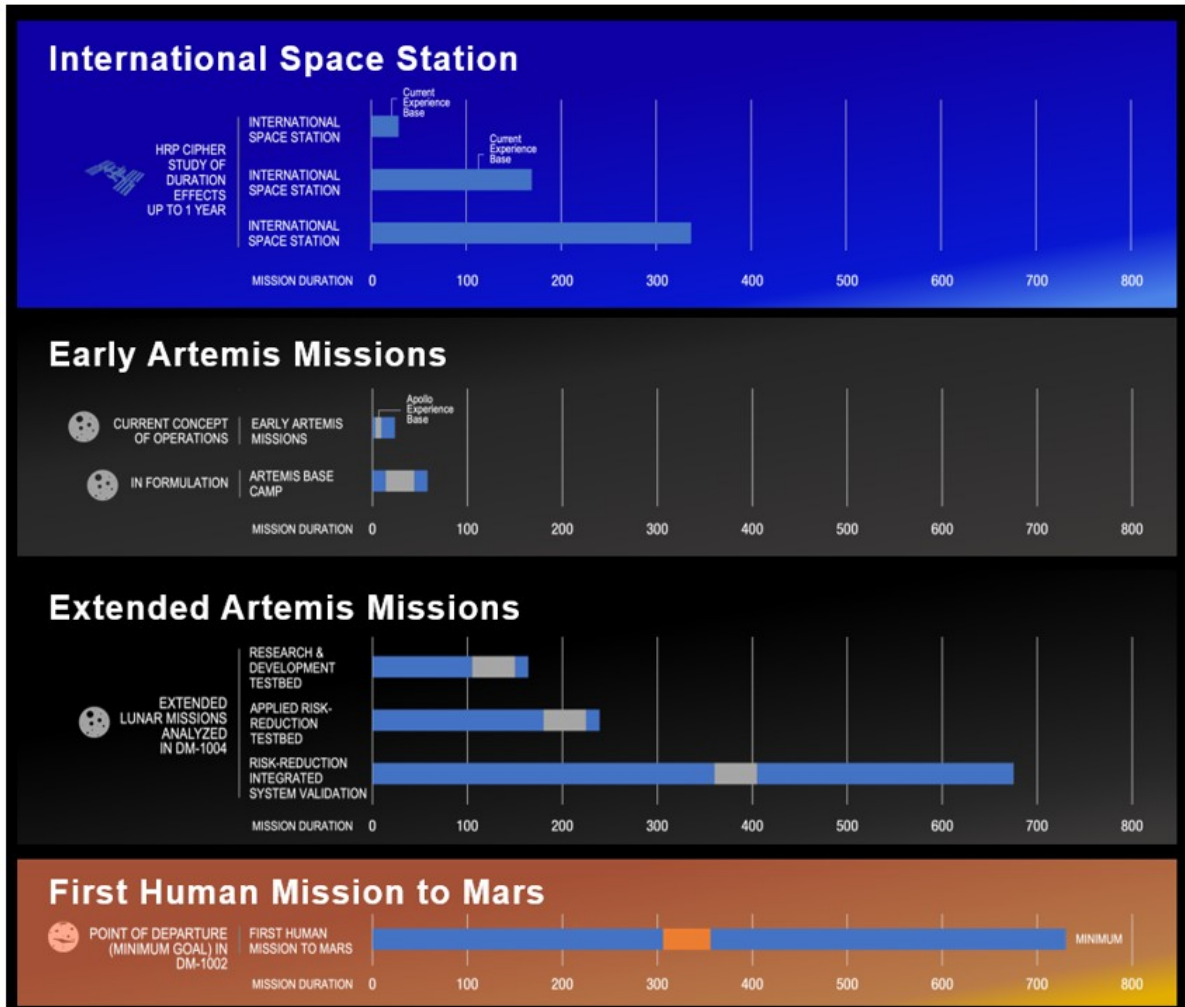 International Space Station
Current
Experience
Base
INTERNATIONAL
SPACE STATION
Current
Experience
Base
HRP CIPHER
STUDY OF
DURATION
EFFECTS
UP TO 1 YEAR
INTERNATIONAL
SPACE STATION
INTERNATIONAL
SPACE STATION
MISSION DURATION 0 100 200 300 400 500 600 700 800
Early Artemis Missions
Apollo
Experience
Base
CURRENT CONCEPT
OF OPERATIONS
EARLY ARTEMIS
MISSIONS
IN FORMULATION
ARTEMIS BASE
CAMP
MISSION DURATION 0 100 200 300 400 500 600 700 800
Extended Artemis Missions
RESEARCH &
DEVELOPMENT
TESTBED
EXTENDED
LUNAR MISSIONS
ANALYZED
IN DM-1004
APPLIED RISK-
REDUCTION
TESTBED
RISK-REDUCTION
INTEGRATED
SYSTEM VALIDATION
MISSION DURATION 0 100 200 300 400 500 600 700 800
First Human Mission to Mars
POINT OF DEPARTURE
(MINIMUM GOAL) IN
DM-1002
FIRST HUMAN
MISSION TO MARS
MINIMUM
MISSION DURATION 0 100 200 300 400 500 600 700 800